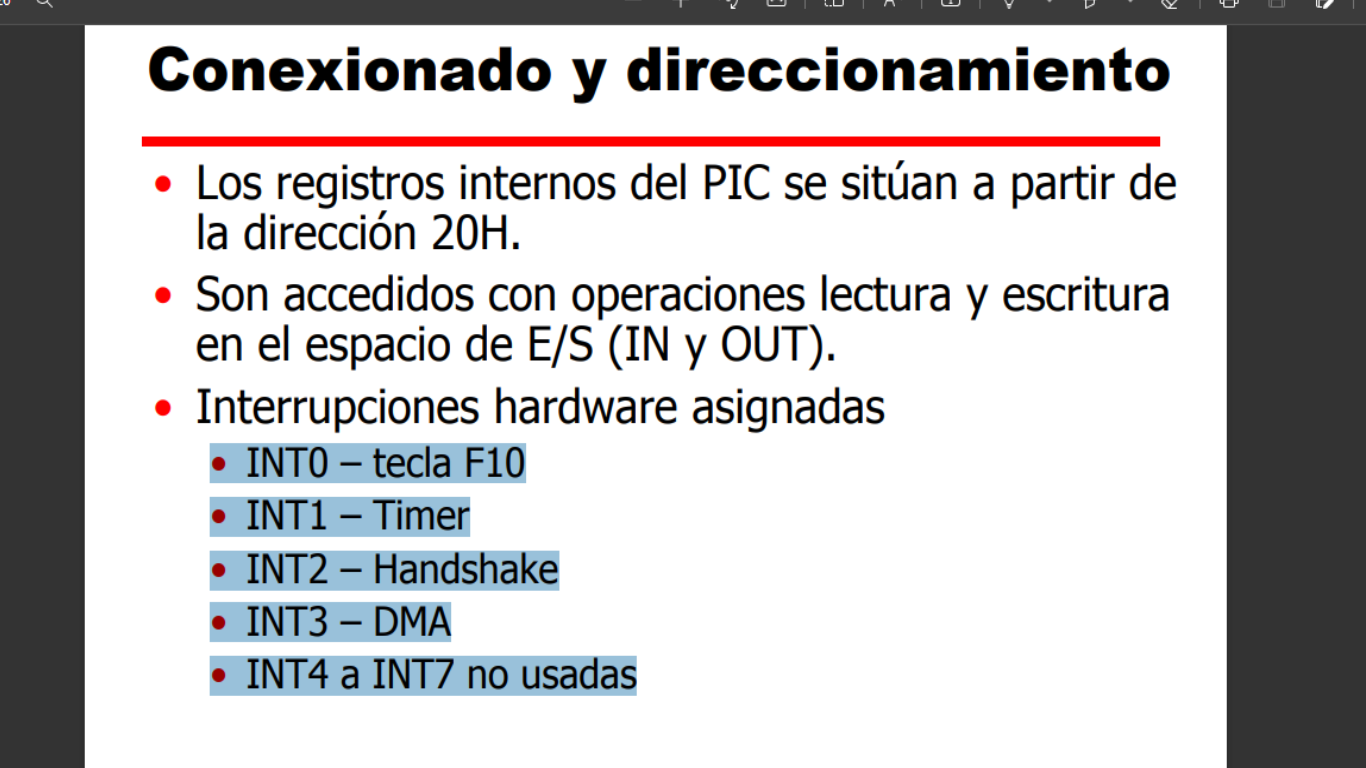 Conexionado y direccionamiento
• Los registros internos del PIC se sitúan a partir de
la dirección 20H.
• Son accedidos con operaciones lectura y escritura
en el espacio de E/S (IN y OUT).
• Interrupciones hardware asignadas
• INT0 – tecla F10
• INT1 – Timer
• INT2 – Handshake
• INT3 – DMA
• INT4 a INT7 no usadas